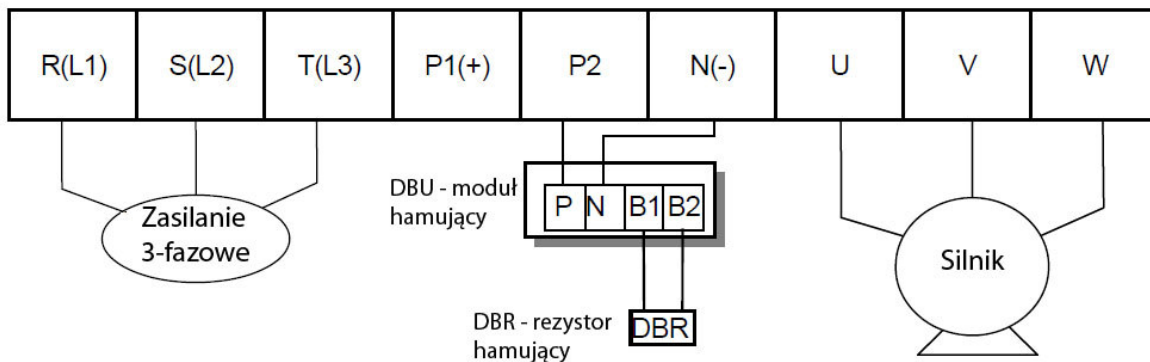 R(L1) S(L2) T(L3) P1(+) P2 N(-) U V W
DBU - moduł
hamujący
P N B1 B2
Zasilanie
3-fazowe
Silnik
DBR - rezystor
hamujący
DBR